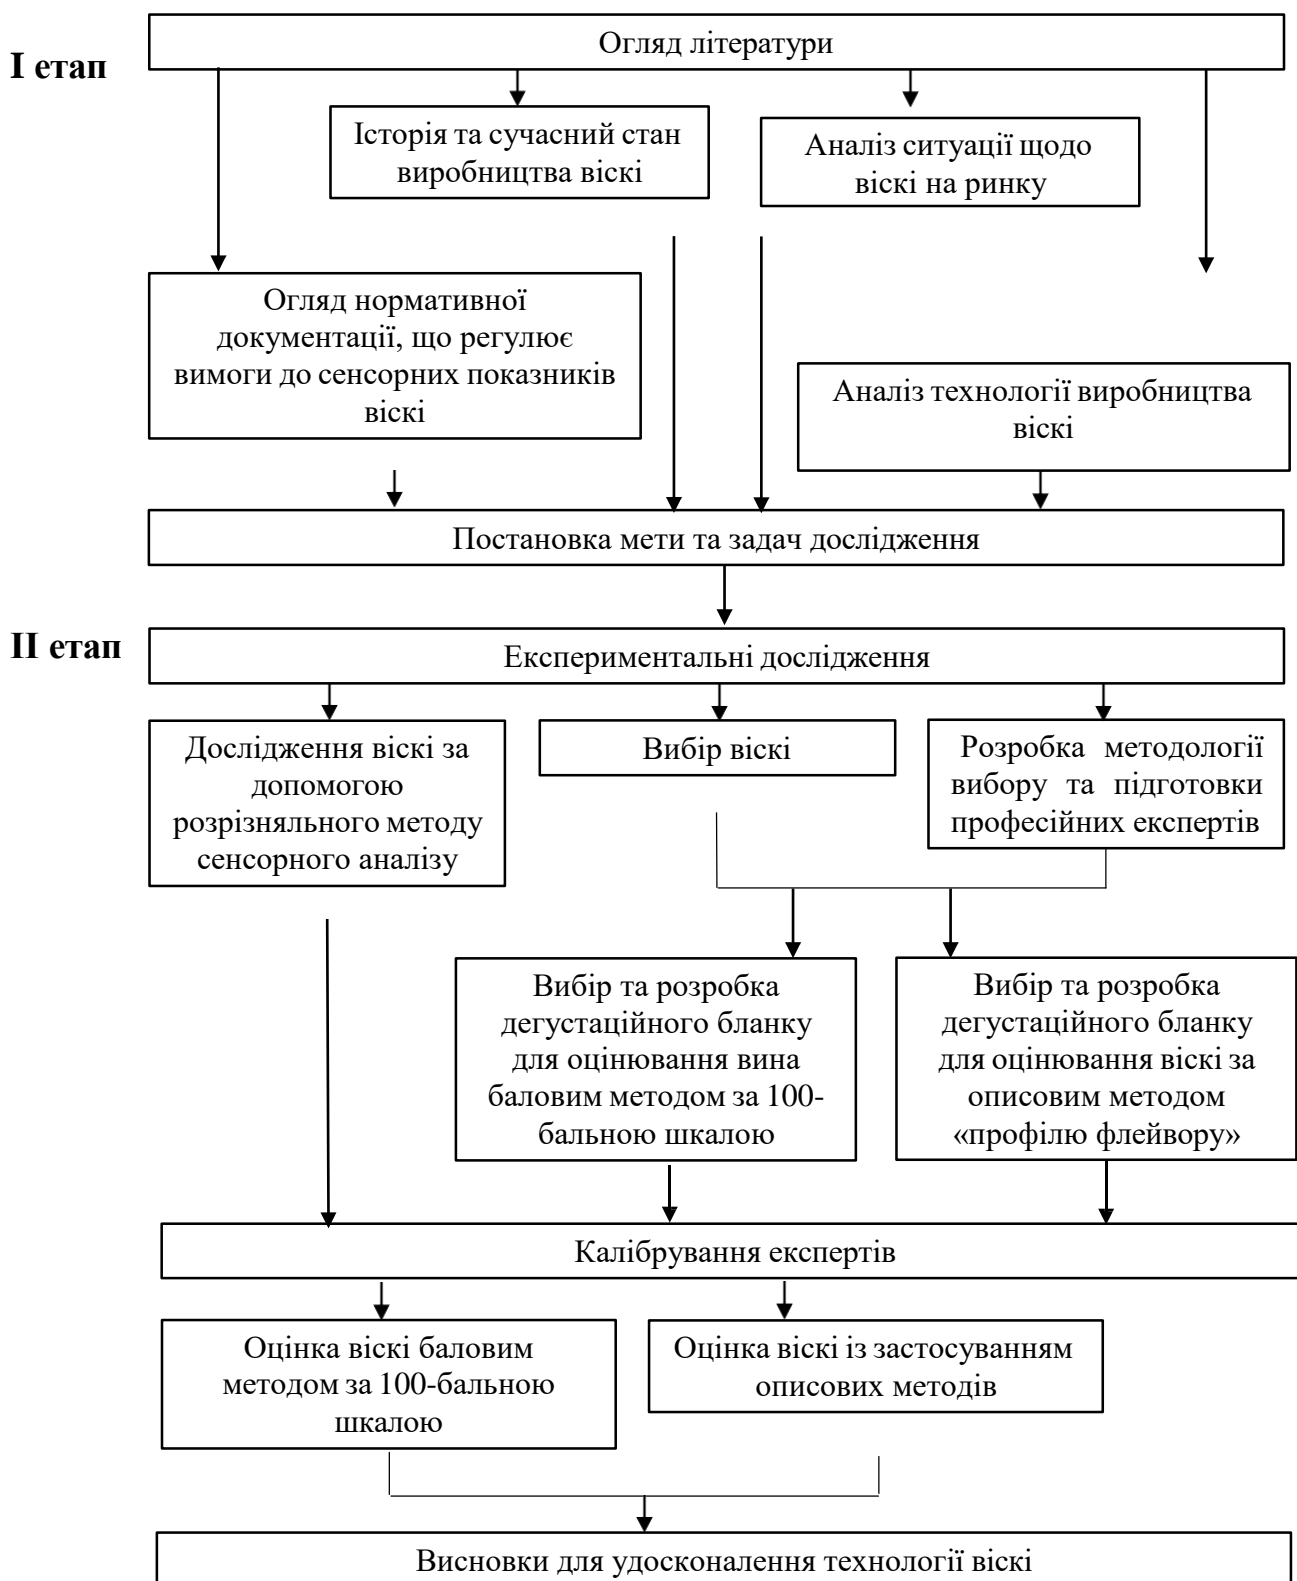 Огляд літератури
I етап
Історія та сучасний стан
виробництва віскі
Аналіз ситуації щодо
віскі на ринку
Огляд нормативної
документації, що регулює
вимоги до сенсорних показників
віскі
Аналіз технології виробництва
віскі
Постановка мети та задач дослідження
II етап
Експериментальні дослідження
Дослідження віскі за
допомогою
розрізняльного методу
сенсорного аналізу
Вибір віскі
Розробка методології
вибору та підготовки
професійних експертів
Вибір та розробка
дегустаційного бланку
для оцінювання вина
баловим методом за 100-
бальною шкалою
Вибір та розробка
дегустаційного бланку
для оцінювання віскі за
описовим методом
«профілю флейвору»
Калібрування експертів
Оцінка віскі баловим
методом за 100-бальною
шкалою
Оцінка віскі із застосуванням
описових методів
Висновки для удосконалення технології віскі